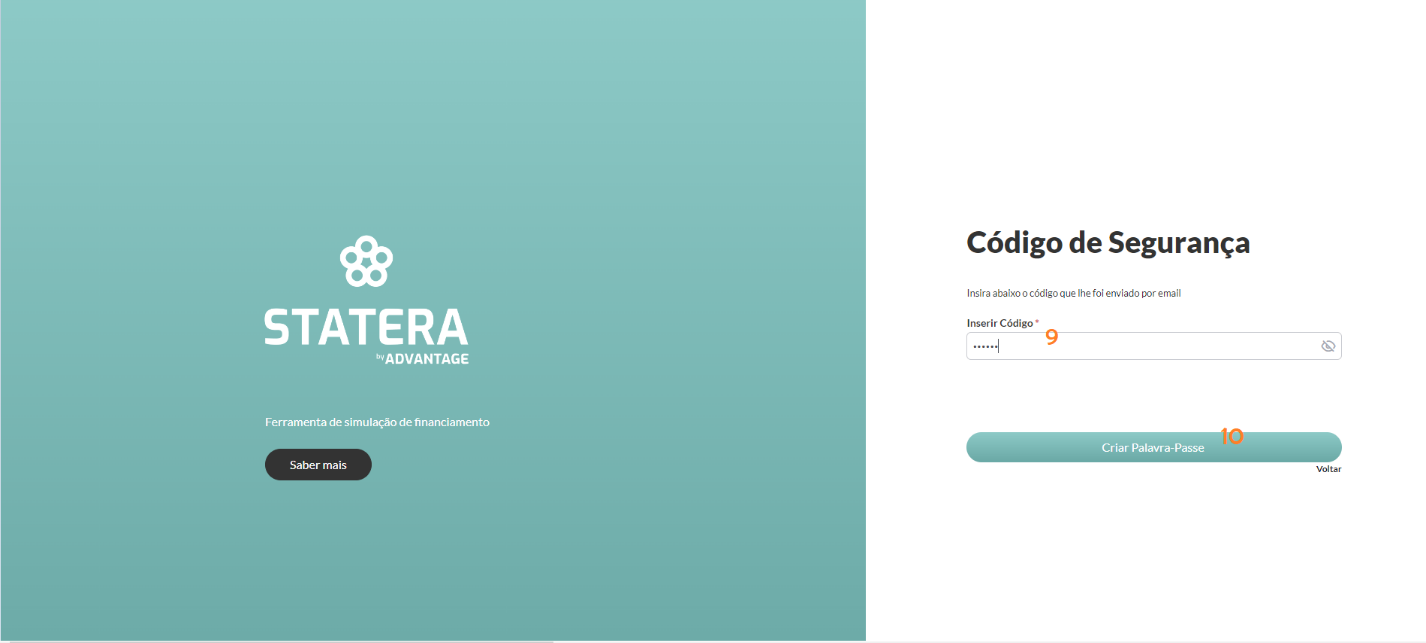 STATERA
by ADVANTAGE
Ferramenta de simulação de financiamento
Saber mais
Código de Segurança
Insira abaixo o código que lhe foi enviado por email
Inserir Código *
9
••••••
10
Criar Palavra-Passe
Voltar